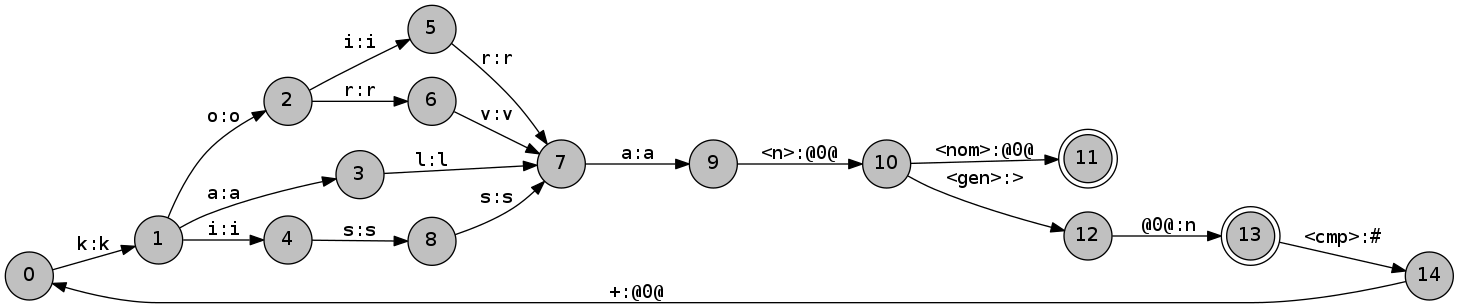 5
i:i
r:r
o:o
2
r:r
6
v:v
a:a
3
l:l
7
a:a
9
<n>:@0@
10
<nom>:@0@
11
<gen>:>
k:k
1
i:i
4
s:s
8
s:s
12
@0@:n
13
<cmp>:#
0
14
+:@0@